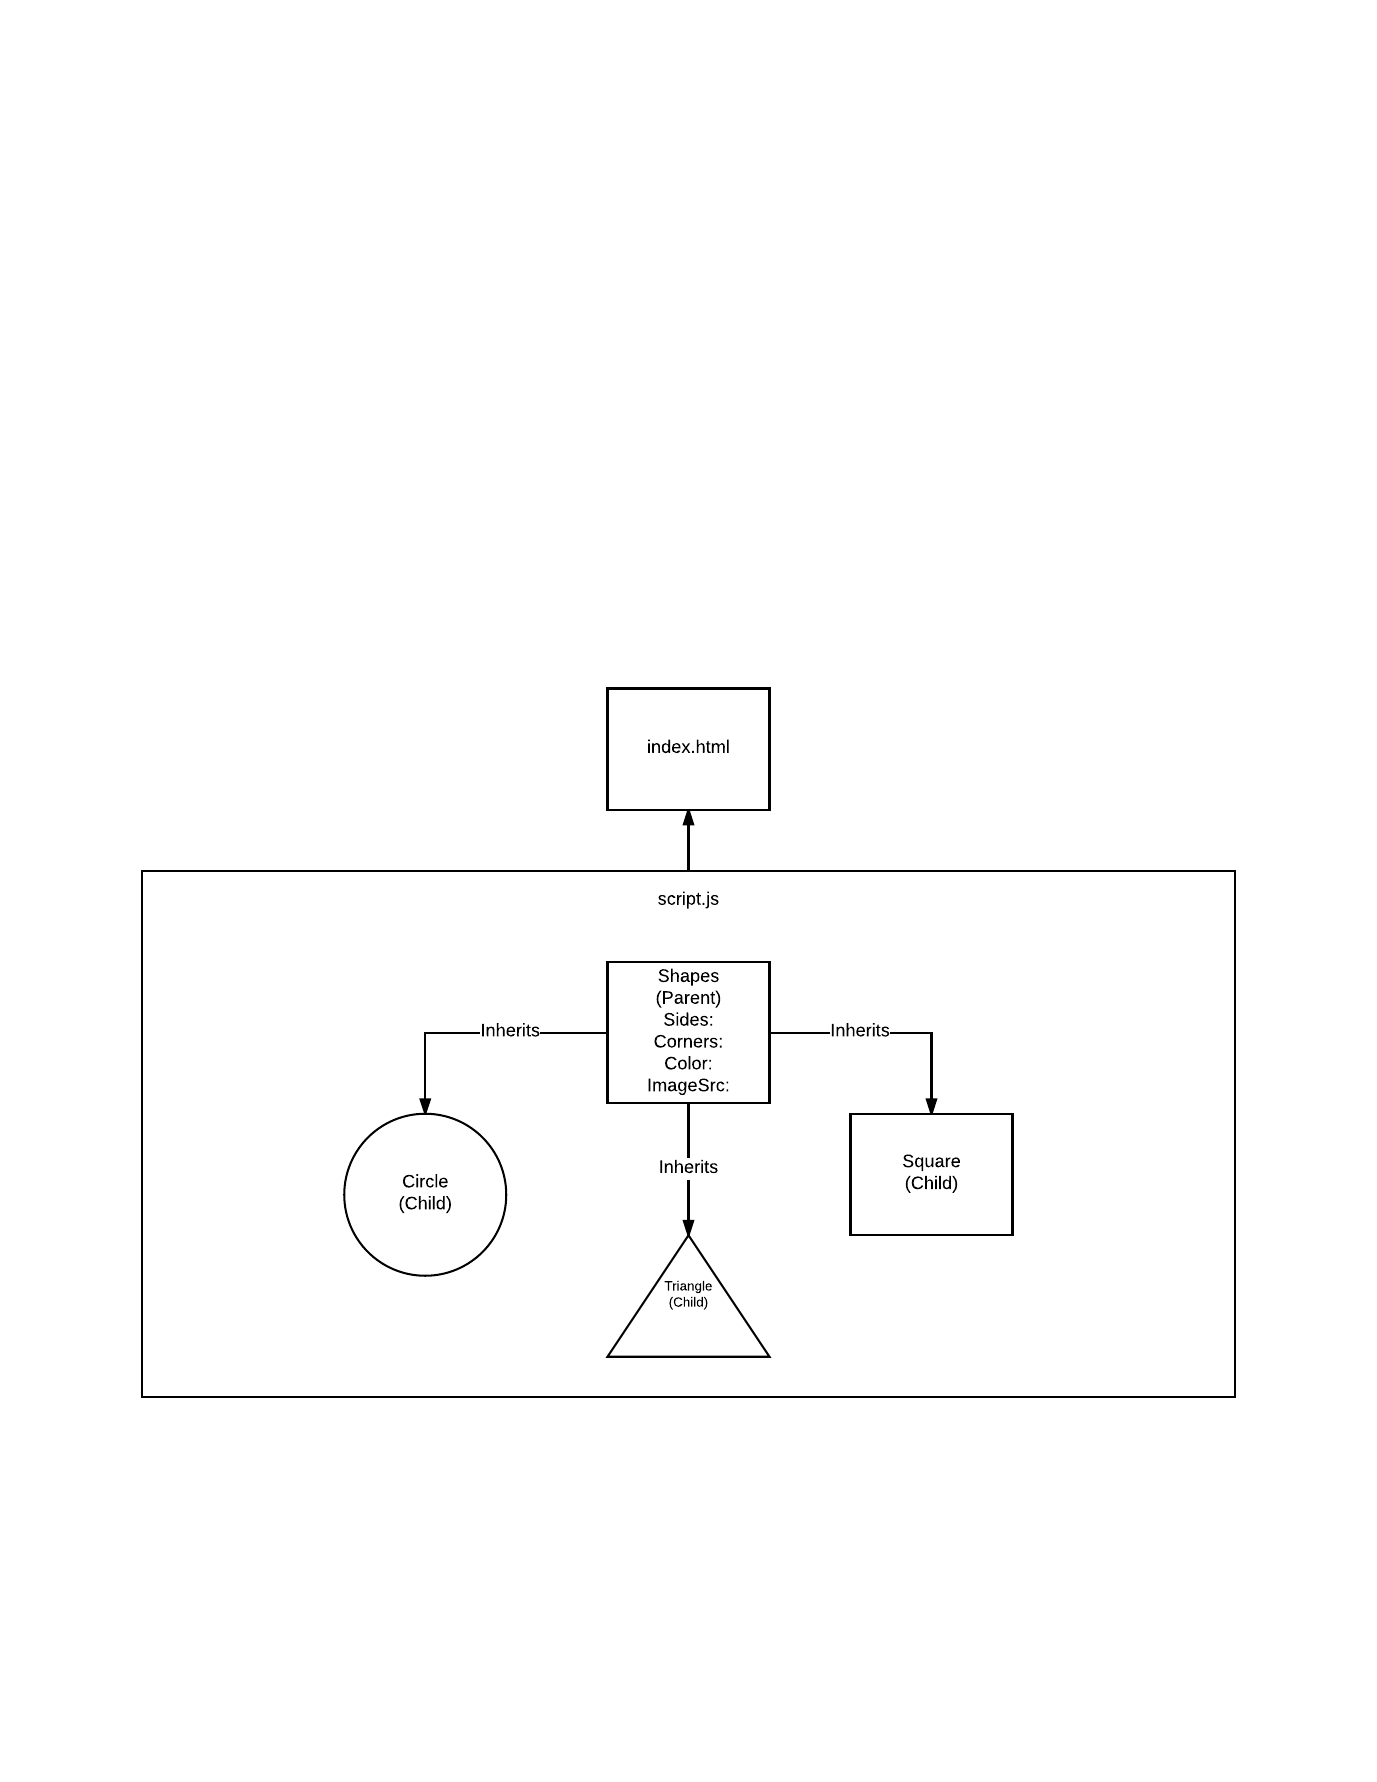 index.html
script.js
Shapes
(Parent)
Sides:
Corners:
Color:
ImageSrc:
Inherits
Inherits
Inherits
Circle
(Child)
Square
(Child)
Triangle
(Child)